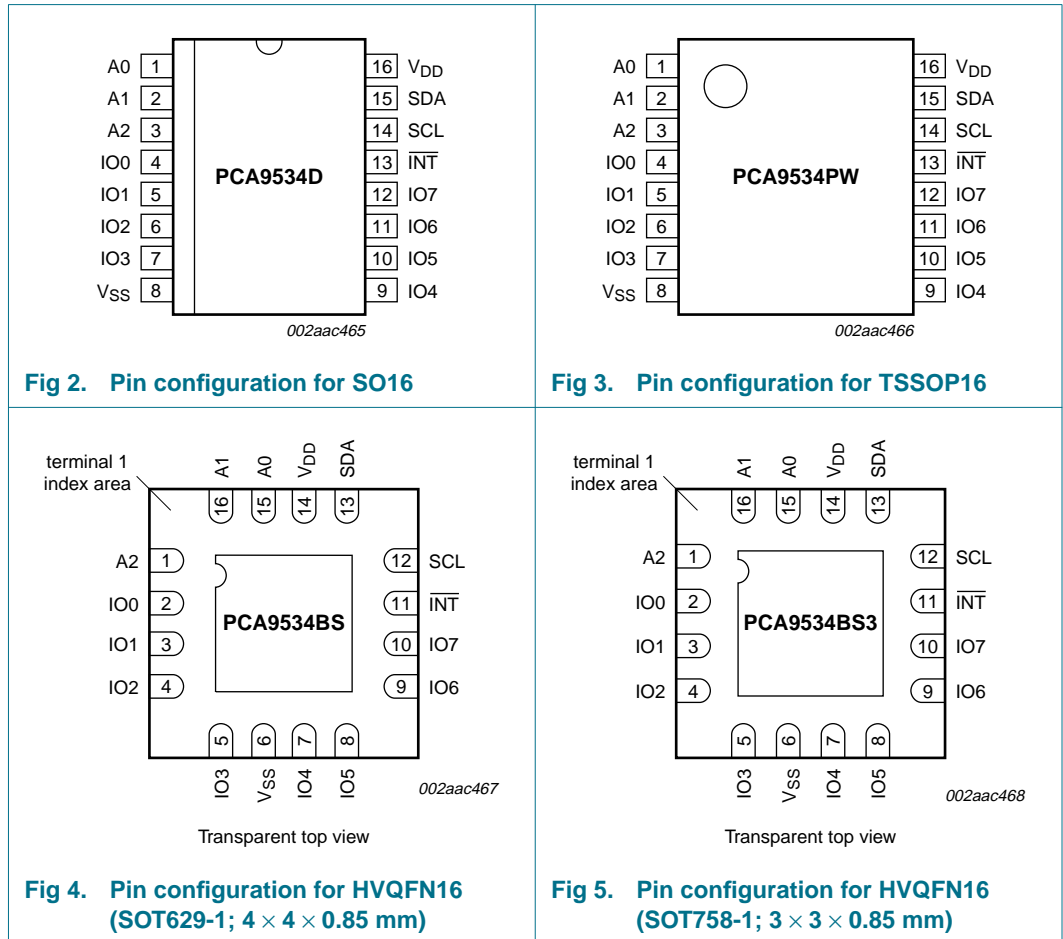 A0 1
A1 2
A2 3
IO0 4
IO1 5
IO2 6
IO3 7
VSS 8
PCA9534D
16 VDD
15 SDA
14 SCL
13 INT
12 IO7
11 IO6
10 IO5
9 IO4
002aac465
Fig 2. Pin configuration for SO16
A0 1
A1 2
A2 3
IO0 4
IO1 5
IO2 6
IO3 7
VSS 8
PCA9534PW
16 VDD
15 SDA
14 SCL
13 INT
12 IO7
11 IO6
10 IO5
9 IO4
002aac466
Fig 3. Pin configuration for TSSOP16
terminal 1
index area
A1 A0 VDD SDA
16 15 14 13
A2 1
IO0 2
IO1 3
IO2 4
PCA9534BS
12 SCL
11 INT
10 IO7
9 IO6
5 6 7 8
IO3 VSS IO4 IO5
002aac467
Transparent top view
Fig 4. Pin configuration for HVQFN16
(SOT629-1; 4 × 4 × 0.85 mm)
terminal 1
index area
A1 A0 VDD SDA
16 15 14 13
A2 1
IO0 2
IO1 3
IO2 4
PCA9534BS3
12 SCL
11 INT
10 IO7
9 IO6
5 6 7 8
IO3 VSS IO4 IO5
002aac468
Transparent top view
Fig 5. Pin configuration for HVQFN16
(SOT758-1; 3 × 3 × 0.85 mm)